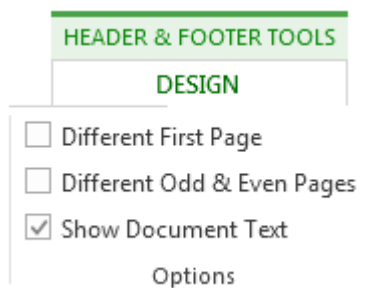 HEADER & FOOTER TOOLS
DESIGN
Different First Page
Different Odd & Even Pages
Show Document Text
Options